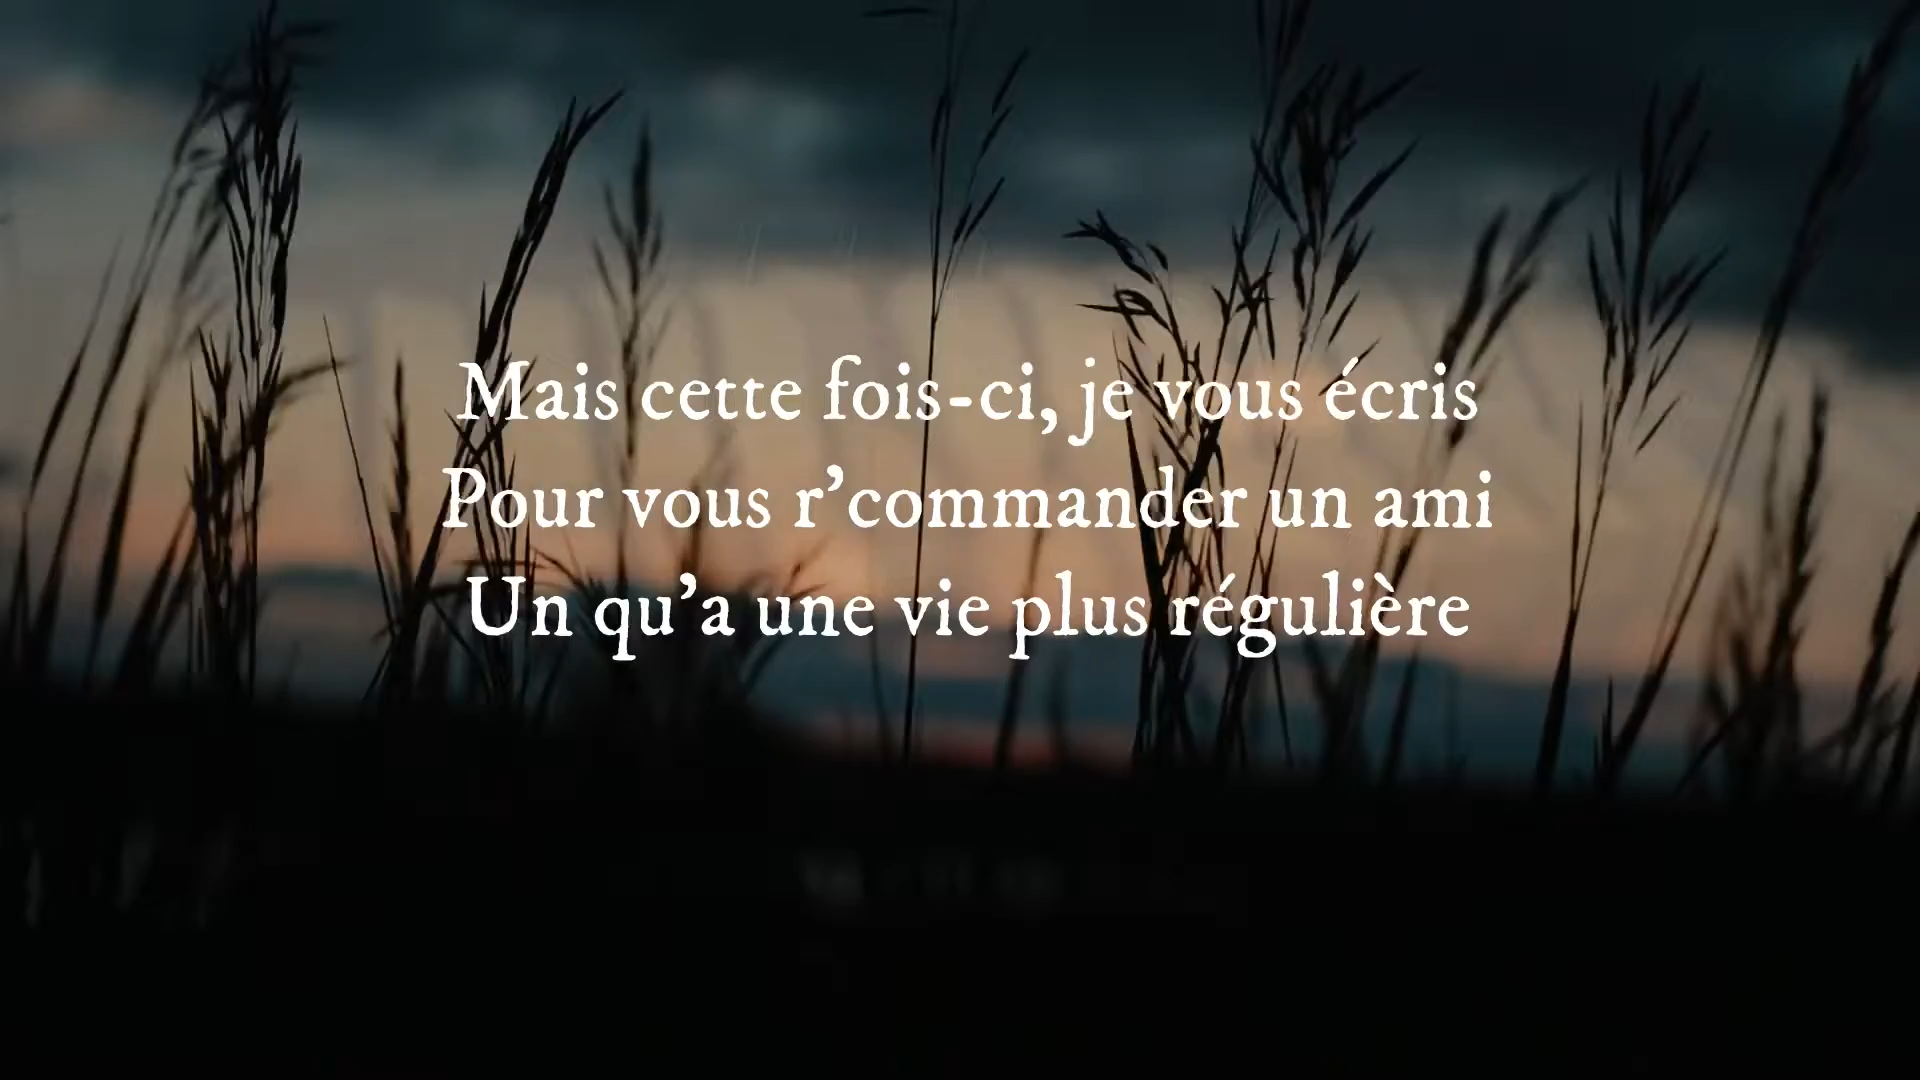 Mais cette fois-ci, je vous écris
Pour vous r’commander un ami
Un qu’a une vie plus régulière